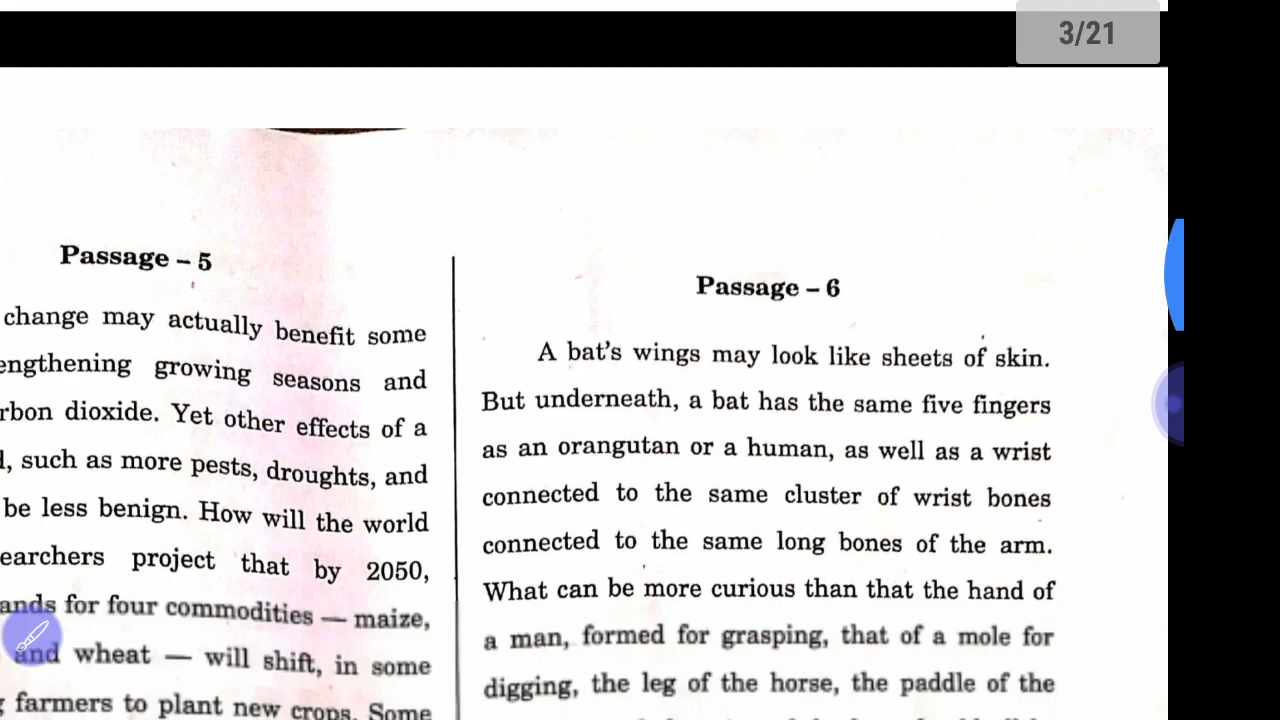 3/21
Passage – 5
change may actually benefit some
growing seasons and
dioxide. Yet other effects of a
such as more pests, droughts, and
be less benign. How will the world
project that by 2050,
for four commodities — maize,
and wheat — will shift, in some
farmers to plant new crops. Some
Passage – 6
A bat's wings may look like sheets of skin.
But underneath, a bat has the same five fingers
as an orangutan or a human, as well as a wrist
connected to the same cluster of wrist bones
connected to the same long bones of the arm.
What can be more curious than that the hand of
a man, formed for grasping, that of a mole for
digging, the leg of the horse, the paddle of the